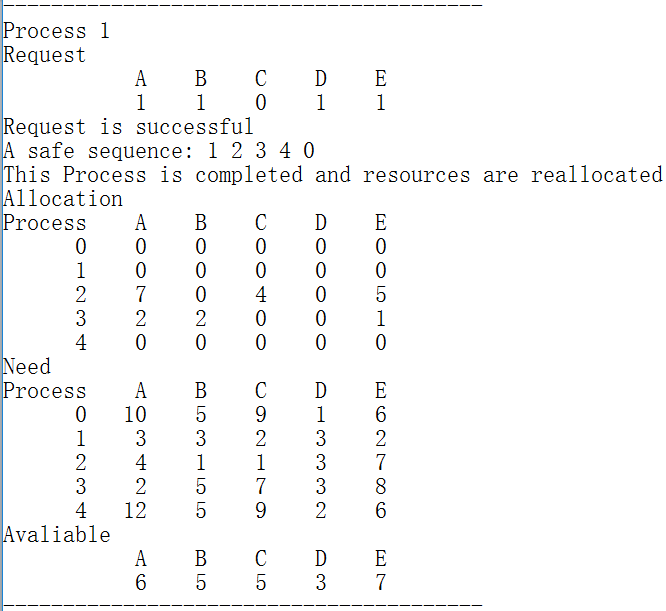 ----------------------------------------
Process 1
Request
A B C D E
1 1 0 1 1
Request is successful
A safe sequence: 1 2 3 4 0
This Process is completed and resources are reallocated
Allocation
Process A B C D E
0 0 0 0 0 0
1 0 0 0 0 0
2 7 0 4 0 5
3 2 2 0 0 1
4 0 0 0 0 0
Need
Process A B C D E
0 10 5 9 1 6
1 3 3 2 3 2
2 4 1 1 3 7
3 2 5 7 3 8
4 12 5 9 2 6
Avaliable
A B C D E
6 5 5 3 7
----------------------------------------